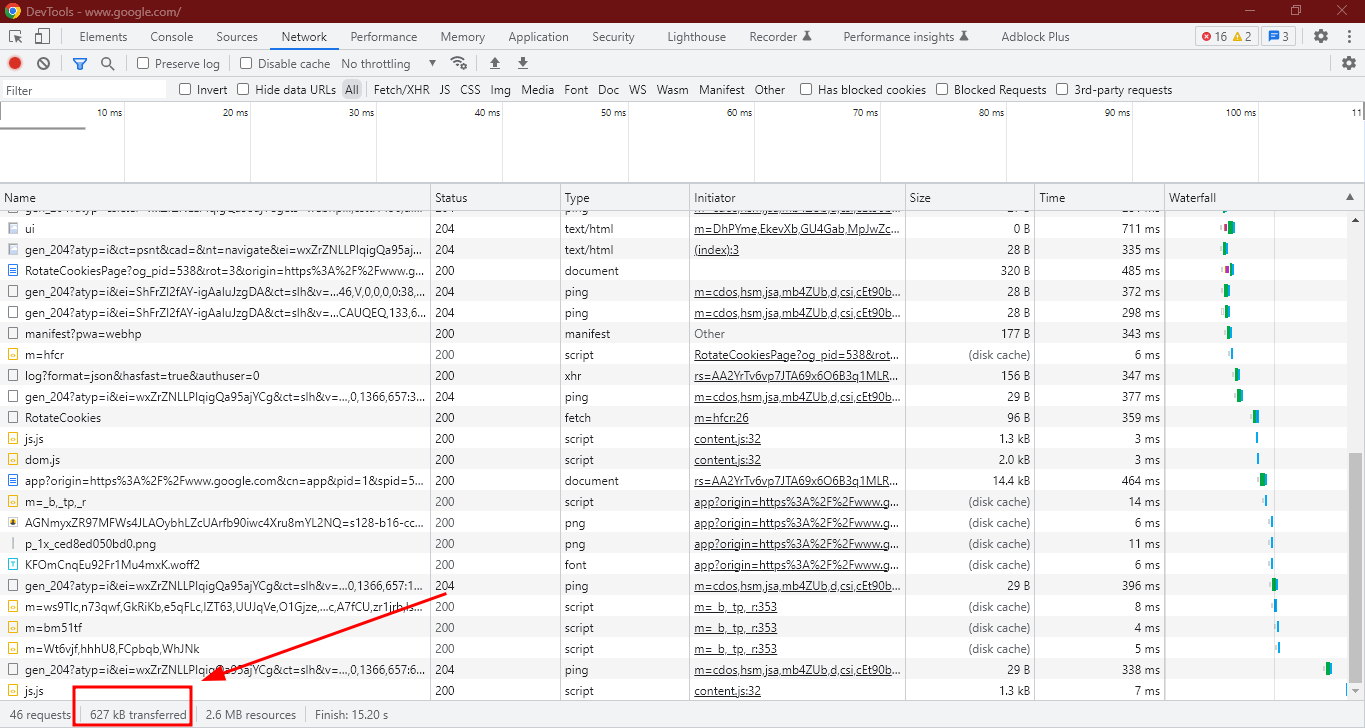 DevTools - www.google.com/
Elements Console Sources Network Performance Memory Application Security Lighthouse Recorder Performance insights Adblock Plus 16 2 3
Preserve log Disable cache No throttling
Filter Invert Hide data URLs All Fetch/XHR JS CSS Img Media Font Doc WS Wasm Manifest Other Has blocked cookies Blocked Requests 3rd-party requests
10 ms 20 ms 30 ms 40 ms 50 ms 60 ms 70 ms 80 ms 90 ms 100 ms 11
Name Status Type Initiator Size Time Waterfall
ui 204 text/html m=DhPYme,EkevXb,GU4Gab,MpJwZc... 0 B 711 ms
gen_204?atyp=i&ct=psnt&cad=&nt=navigate&ei=wxZrZNLLPIqigQa95aj... 204 text/html (index):3 28 B 335 ms
RotateCookiesPage?og_pid=538&rot=3&origin=https%3A%2F%2Fwww.g... 200 document 320 B 485 ms
gen_204?atyp=i&ei=ShFrZI2fAY-igAaluJzgDA&ct=slh&v=...46,V,0,0,0,0:38,... 204 ping m=cdos,hsm,jsa,mb4ZUb,d,csi,cEt90b... 28 B 372 ms
gen_204?atyp=i&ei=ShFrZI2fAY-igAaluJzgDA&ct=slh&v=...CAUQEQ,133,6... 204 ping m=cdos,hsm,jsa,mb4ZUb,d,csi,cEt90b... 28 B 298 ms
manifest?pwa=webhp 200 manifest Other 177 B 343 ms
m=hfcr 200 script RotateCookiesPage?og_pid=538&rot... (disk cache) 6 ms
log?format=json&hasfast=true&authuser=0 200 xhr rs=AA2YrTv6vp7JTA69x6O6B3q1MLR... 156 B 347 ms
gen_204?atyp=i&ei=wxZrZNLLPIqigQa95ajYCg&ct=slh&v=...,0,1366,657:3... 204 ping m=cdos,hsm,jsa,mb4ZUb,d,csi,cEt90b... 29 B 377 ms
RotateCookies 200 fetch m=hfcr:26 96 B 359 ms
js.js 200 script content.js:32 1.3 kB 3 ms
dom.js 200 script content.js:32 2.0 kB 3 ms
app?origin=https%3A%2F%2Fwww.google.com&cn=app&pid=1&spid=5... 200 document rs=AA2YrTv6vp7JTA69x6O6B3q1MLR... 14.4 kB 464 ms
m=_b,_tp,_r 200 script app?origin=https%3A%2F%2Fwww.g... (disk cache) 14 ms
AGNmyxZR97MFWs4JLAOybhLZcUArfb90iwc4Xru8mYL2NQ=s128-b16-cc... 200 png app?origin=https%3A%2F%2Fwww.g... (disk cache) 6 ms
p_1x_ced8ed050bd0.png 200 png app?origin=https%3A%2F%2Fwww.g... (disk cache) 11 ms
KFOmCnqEu92Fr1Mu4mxK.woff2 200 font app?origin=https%3A%2F%2Fwww.g... (disk cache) 6 ms
gen_204?atyp=i&ei=wxZrZNLLPIqigQa95ajYCg&ct=slh&v=...0,1366,657:1... 204 ping m=cdos,hsm,jsa,mb4ZUb,d,csi,cEt90b... 29 B 396 ms
m=ws9Tlc,n73qwf,GkRiKb,e5qFLc,IZT63,UUJqVe,O1Gjze,...c,A7fCU,zr1jrb,Is... 200 script m=_b,_tp,_r:353 (disk cache) 8 ms
m=bm51tf 200 script m=_b,_tp,_r:353 (disk cache) 4 ms
m=Wt6vjf,hhhU8,FCpbqb,WhJNk 200 script m=_b,_tp,_r:353 (disk cache) 5 ms
gen_204?atyp=i&ei=wxZrZNLLPIqigQa95ajYCg&ct=slh&v=...,0,1366,657:6... 204 ping m=cdos,hsm,jsa,mb4ZUb,d,csi,cEt90b... 29 B 338 ms
js.js 200 script content.js:32 1.3 kB 7 ms
46 requests 627 kB transferred 2.6 MB resources Finish: 15.20 s